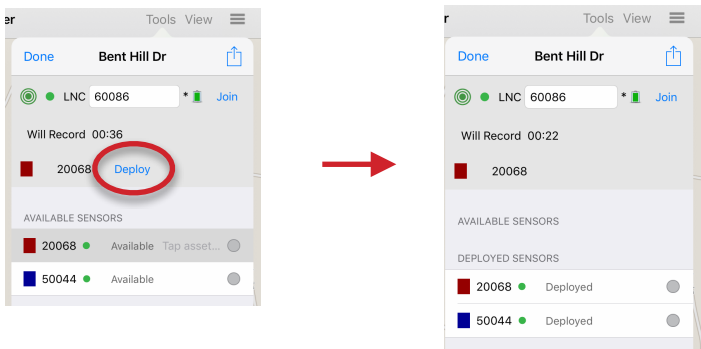 er Tools View
Done Bent Hill Dr
LNC 60086 * Join
Will Record 00:36
20068 Deploy
AVAILABLE SENSORS
20068 Available Tap asset...
50044 Available
r Tools View
Done Bent Hill Dr
LNC 60086 * Join
Will Record 00:22
20068
AVAILABLE SENSORS
DEPLOYED SENSORS
20068 Deployed
50044 Deployed